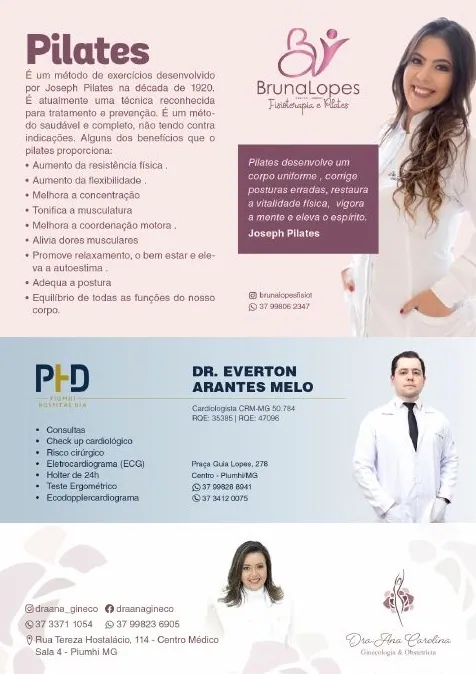 Pilates
É um método de exercícios desenvolvido
por Joseph Pilates na década de 1920.
É atualmente uma técnica reconhecida
para tratamento e prevenção. É um méto-
do saudável e completo, não tendo contra
indicações. Alguns dos benefícios que o
pilates proporciona:
• Aumento da resistência física .
• Aumento da flexibilidade .
• Melhora a concentração
• Tonifica a musculatura
• Melhora a coordenação motora .
• Alivia dores musculares
• Promove relaxamento, o bem estar e ele-
va a autoestima .
• Adequa a postura
• Equilíbrio de todas as funções do nosso
corpo.
BrunaLopes
Fisioterapia e Pilates
Pilates desenvolve um
corpo uniforme , corrige
posturas erradas, restaura
a vitalidade física, vigora
a mente e eleva o espírito.
Joseph Pilates
brunalopesfisiot
37 99806 2347
PHD
PIUMHI
HOSPITAL DIA
• Consultas
• Check up cardiológico
• Risco cirúrgico
• Eletrocardiograma (ECG)
• Holter de 24h
• Teste Ergométrico
• Ecodopplercardiograma
DR. EVERTON
ARANTES MELO
Cardiologista CRM-MG 50.784
RQE: 35385 | RQE: 47096
Praça Guia Lopes, 276
Centro - Piumhi/MG
37 99828 8941
37 3412 0075
draana_gineco draanagineco
37 3371 1054 37 99823 6905
Rua Tereza Hostalácio, 114 - Centro Médico
Sala 4 - Piumhi MG
Dra. Ana Carolina
Ginecologia & Obstetrícia